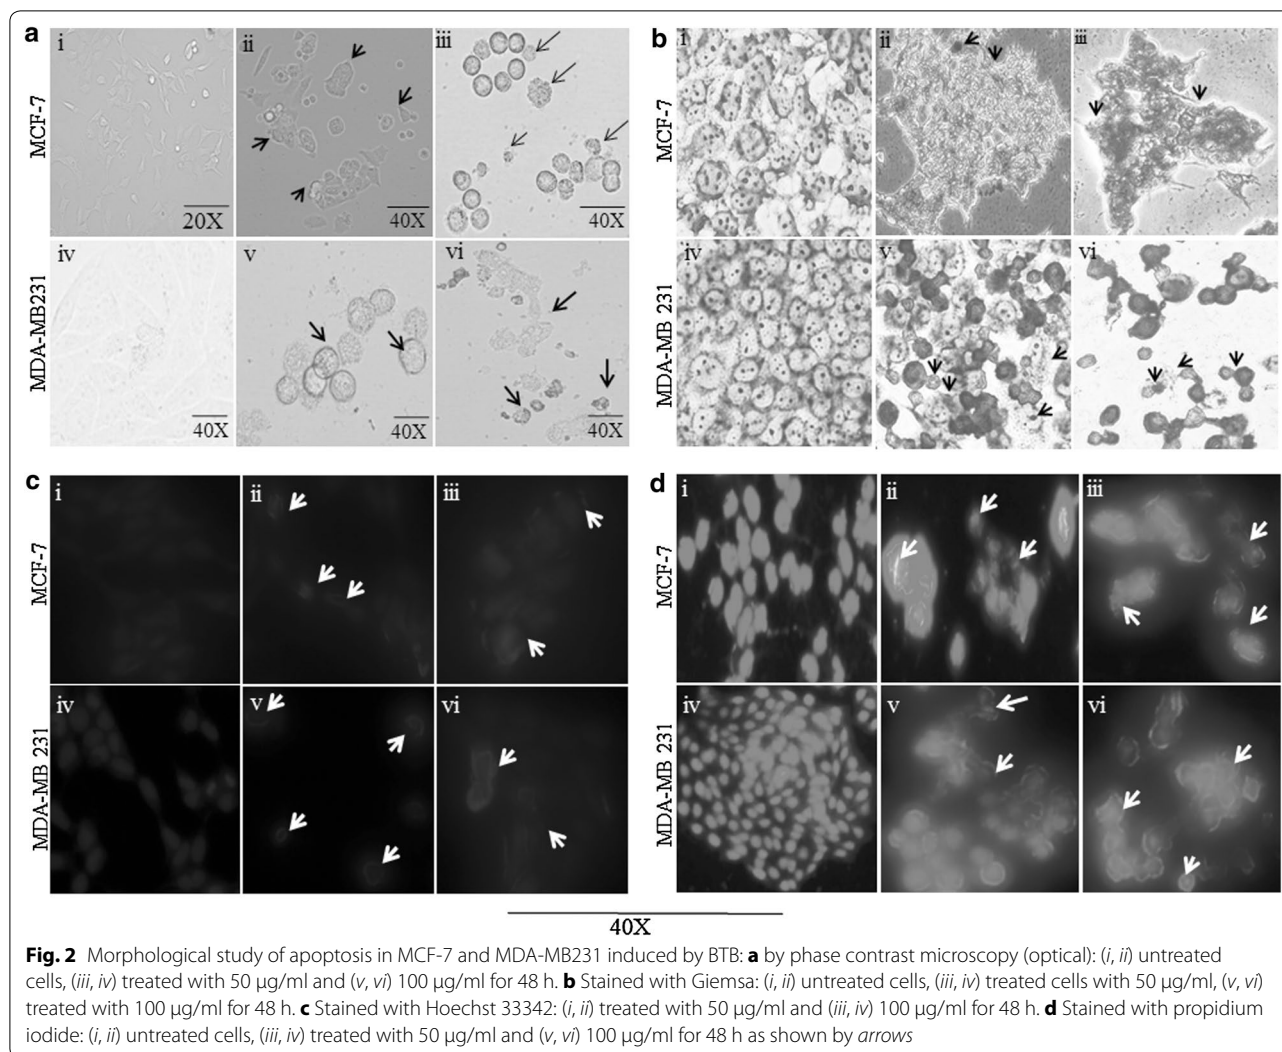 a
i
ii
iii
MCF-7
20X
40X
40X
iv
v
vi
MDA-MB231
40X
40X
40X
b
i
ii
iii
MCF-7
iv
v
vi
MDA-MB 231
c
i
ii
iii
MCF-7
iv
v
vi
MDA-MB 231
d
i
ii
iii
MCF-7
iv
v
vi
MDA-MB 231
40X
Fig. 2 Morphological study of apoptosis in MCF-7 and MDA-MB231 induced by BTB: a by phase contrast microscopy (optical): (i, ii) untreated
cells, (iii, iv) treated with 50 μg/ml and (v, vi) 100 μg/ml for 48 h. b Stained with Giemsa: (i, ii) untreated cells, (iii, iv) treated cells with 50 μg/ml, (v, vi)
treated with 100 μg/ml for 48 h. c Stained with Hoechst 33342: (i, ii) treated with 50 μg/ml and (iii, iv) 100 μg/ml for 48 h. d Stained with propidium
iodide: (i, ii) untreated cells, (iii, iv) treated with 50 μg/ml and (v, vi) 100 μg/ml for 48 h as shown by arrows